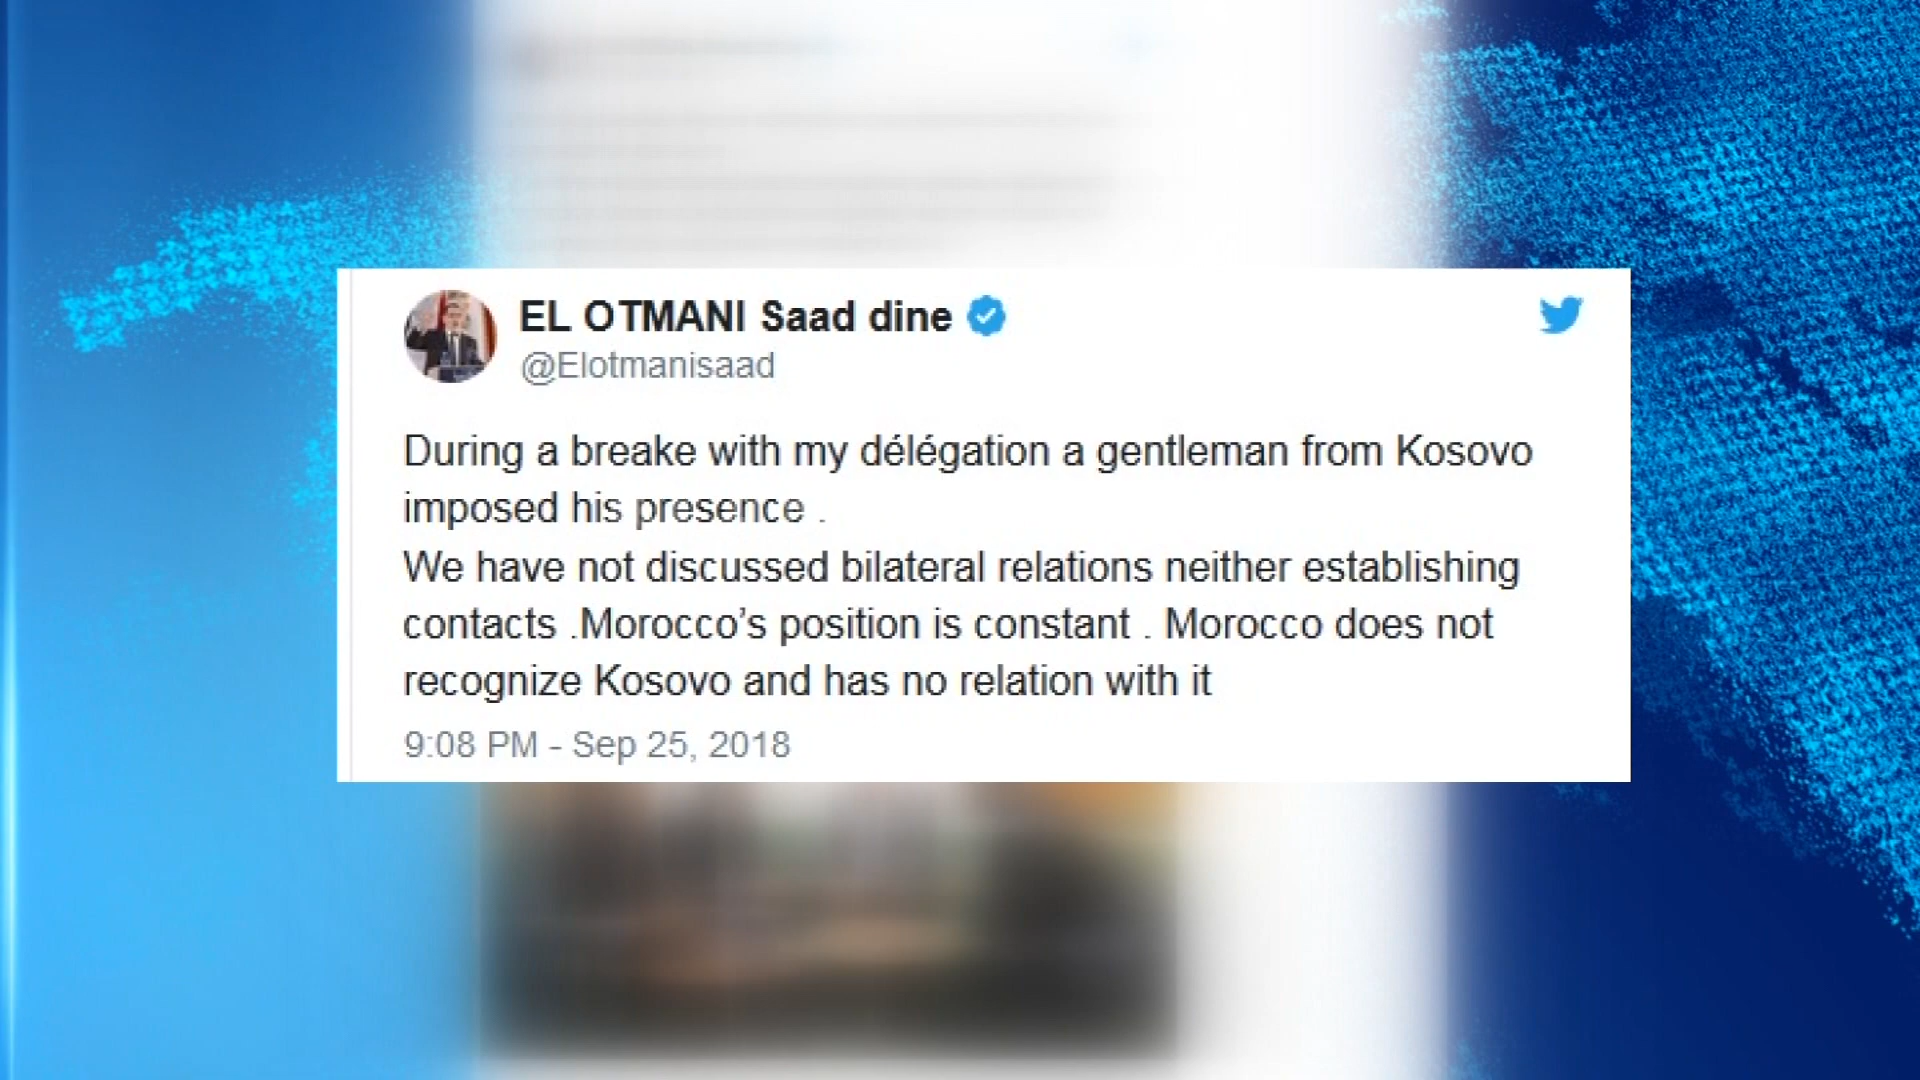 EL OTMANI Saad dine
@Elotmanisaad
During a breake with my délégation a gentleman from Kosovo
imposed his presence .
We have not discussed bilateral relations neither establishing
contacts .Morocco’s position is constant . Morocco does not
recognize Kosovo and has no relation with it
9:08 PM - Sep 25, 2018